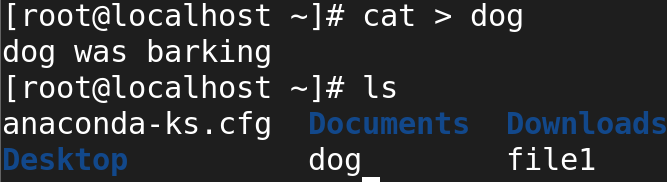 [root@localhost ~]# cat > dog
dog was barking
[root@localhost ~]# ls
anaconda-ks.cfg  Documents  Downloads
Desktop          dog        file1